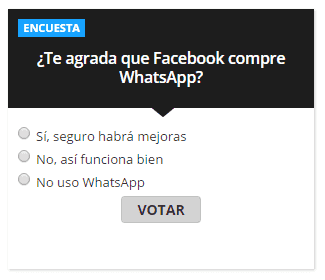 ENCUESTA
¿Te agrada que Facebook compre
WhatsApp?
Sí, seguro habrá mejoras
No, así funciona bien
No uso WhatsApp
VOTAR